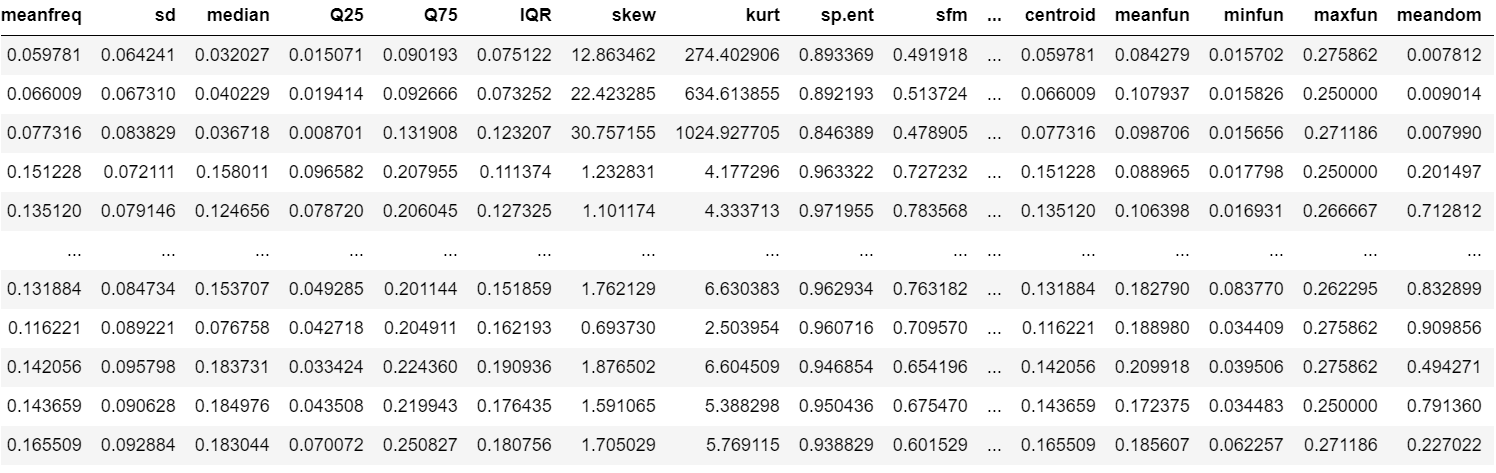 meanfreq sd median Q25 Q75 IQR skew kurt sp.ent sfm ... centroid meanfun minfun maxfun meandom
0.059781 0.064241 0.032027 0.015071 0.090193 0.075122 12.863462 274.402906 0.893369 0.491918 ... 0.059781 0.084279 0.015702 0.275862 0.007812
0.066009 0.067310 0.040229 0.019414 0.092666 0.073252 22.423285 634.613855 0.892193 0.513724 ... 0.066009 0.107937 0.015826 0.250000 0.009014
0.077316 0.083829 0.036718 0.008701 0.131908 0.123207 30.757155 1024.927705 0.846389 0.478905 ... 0.077316 0.098706 0.015656 0.271186 0.007990
0.151228 0.072111 0.158011 0.096582 0.207955 0.111374 1.232831 4.177296 0.963322 0.727232 ... 0.151228 0.088965 0.017798 0.250000 0.201497
0.135120 0.079146 0.124656 0.078720 0.206045 0.127325 1.101174 4.333713 0.971955 0.783568 ... 0.135120 0.106398 0.016931 0.266667 0.712812
... ... ... ... ... ... ... ... ... ... ... ... ... ... ... ...
0.131884 0.084734 0.153707 0.049285 0.201144 0.151859 1.762129 6.630383 0.962934 0.763182 ... 0.131884 0.182790 0.083770 0.262295 0.832899
0.116221 0.089221 0.076758 0.042718 0.204911 0.162193 0.693730 2.503954 0.960716 0.709570 ... 0.116221 0.188980 0.034409 0.275862 0.909856
0.142056 0.095798 0.183731 0.033424 0.224360 0.190936 1.876502 6.604509 0.946854 0.654196 ... 0.142056 0.209918 0.039506 0.275862 0.494271
0.143659 0.090628 0.184976 0.043508 0.219943 0.176435 1.591065 5.388298 0.950436 0.675470 ... 0.143659 0.172375 0.034483 0.250000 0.791360
0.165509 0.092884 0.183044 0.070072 0.250827 0.180756 1.705029 5.769115 0.938829 0.601529 ... 0.165509 0.185607 0.062257 0.271186 0.227022